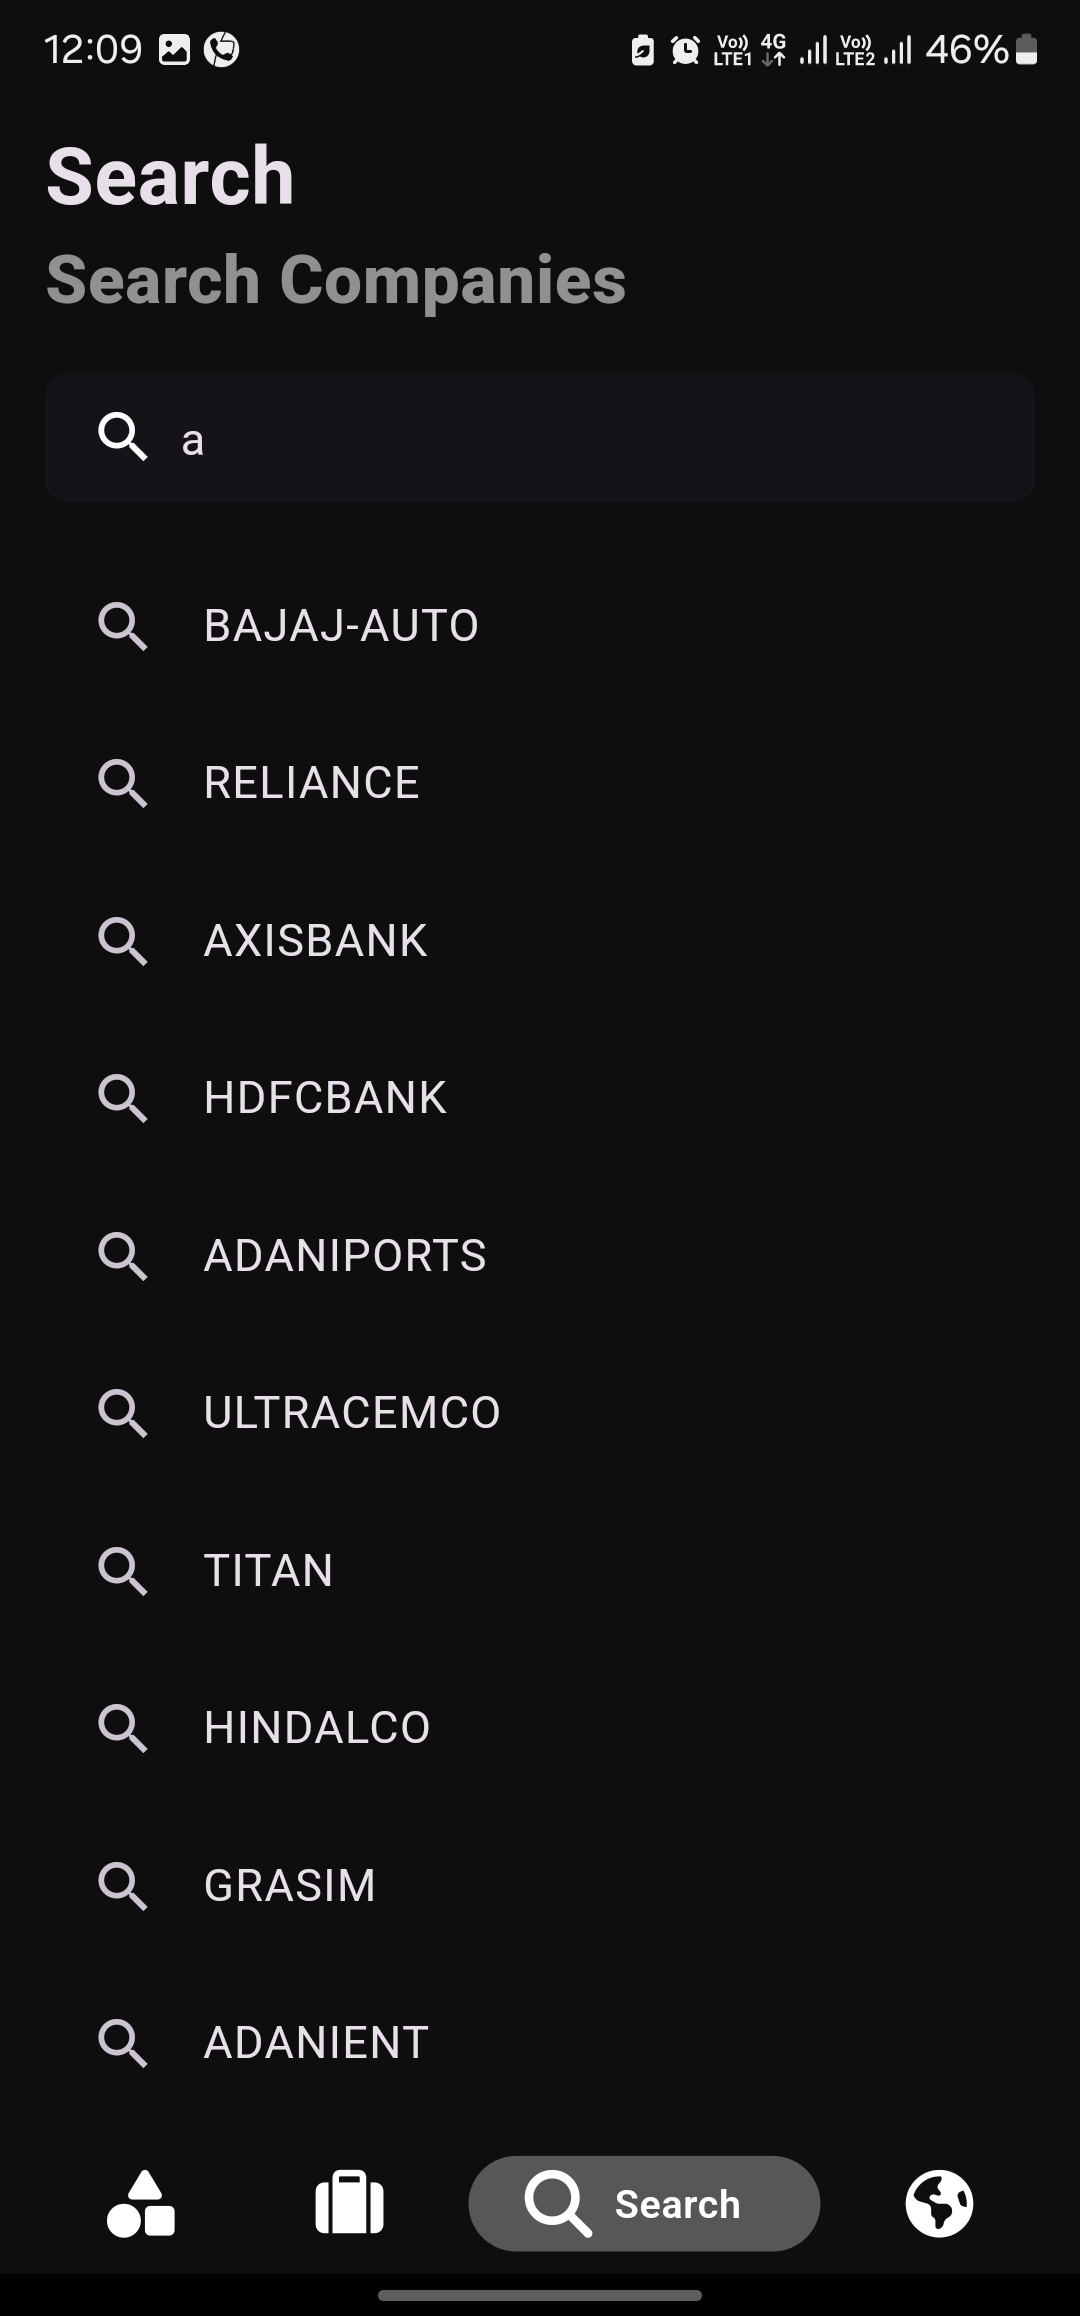 12:09
Vo)) LTE1 4G Vo)) LTE2 46%
Search
Search Companies
a
BAJAJ-AUTO
RELIANCE
AXISBANK
HDFCBANK
ADANIPORTS
ULTRACEMCO
TITAN
HINDALCO
GRASIM
ADANIENT
Search